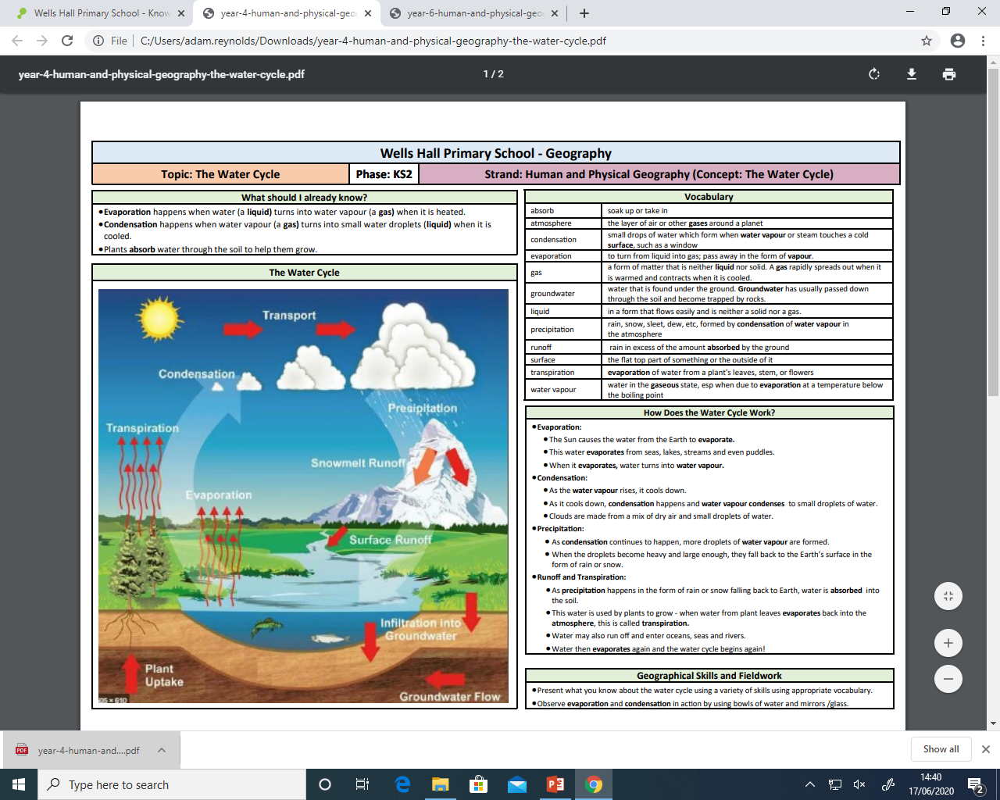 Wells Hall Primary School - Know
year-4-human-and-physical-geo
year-6-human-and-physical-geo
File
C:/Users/adam.reynolds/Downloads/year-4-human-and-physical-geography-the-water-cycle.pdf
year-4-human-and-physical-geography-the-water-cycle.pdf
1 / 2
Wells Hall Primary School - Geography
Topic: The Water Cycle
Phase: KS2
Strand: Human and Physical Geography (Concept: The Water Cycle)
What should I already know?
•Evaporation happens when water (a liquid) turns into water vapour (a gas) when it is heated.
•Condensation happens when water vapour (a gas) turns into small water droplets (liquid) when it is
cooled.
•Plants absorb water through the soil to help them grow.
The Water Cycle
Transport
Condensation
Precipitation
Transpiration
Snowmelt Runoff
Evaporation
Surface Runoff
Infiltration into
Groundwater
Plant
Uptake
Groundwater Flow
Vocabulary
absorb
soak up or take in
atmosphere
the layer of air or other gases around a planet
condensation
small drops of water which form when water vapour or steam touches a cold
surface, such as a window
evaporation
to turn from liquid into gas; pass away in the form of vapour.
gas
a form of matter that is neither liquid nor solid. A gas rapidly spreads out when it
is warmed and contracts when it is cooled.
groundwater
water that is found under the ground. Groundwater has usually passed down
through the soil and become trapped by rocks.
liquid
in a form that flows easily and is neither a solid nor a gas.
precipitation
rain, snow, sleet, dew, etc, formed by condensation of water vapour in
the atmosphere
runoff
rain in excess of the amount absorbed by the ground
surface
the flat top part of something or the outside of it
transpiration
evaporation of water from a plant's leaves, stem, or flowers
water vapour
water in the gaseous state, esp when due to evaporation at a temperature below
the boiling point
How Does the Water Cycle Work?
•Evaporation:
•The Sun causes the water from the Earth to evaporate.
•This water evaporates from seas, lakes, streams and even puddles.
•When it evaporates, water turns into water vapour.
•Condensation:
•As the water vapour rises, it cools down.
•As it cools down, condensation happens and water vapour condenses to small droplets of water.
•Clouds are made from a mix of dry air and small droplets of water.
•Precipitation:
•As condensation continues to happen, more droplets of water vapour are formed.
•When the droplets become heavy and large enough, they fall back to the Earth's surface in the
form of rain or snow.
•Runoff and Transpiration:
•As precipitation happens in the form of rain or snow falling back to Earth, water is absorbed into
the soil.
•This water is used by plants to grow - when water from plant leaves evaporates back into the
atmosphere, this is called transpiration.
•Water may also run off and enter oceans, seas and rivers.
•Water then evaporates again and the water cycle begins again!
Geographical Skills and Fieldwork
•Present what you know about the water cycle using a variety of skills using appropriate vocabulary.
•Observe evaporation and condensation in action by using bowls of water and mirrors /glass.
PDF
year-4-human-and....pdf
Show all
Type here to search
14:40
17/06/2020
2